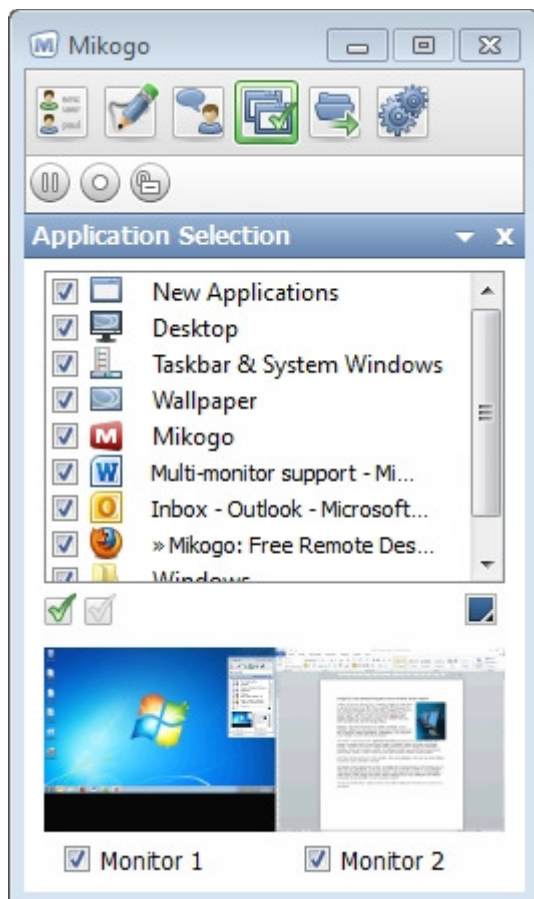 Mikogo
Application Selection
New Applications
Desktop
Taskbar & System Windows
Wallpaper
Mikogo
Multi-monitor support - Mi...
Inbox - Outlook - Microsoft...
» Mikogo: Free Remote Des...
Windows
Monitor 1
Monitor 2